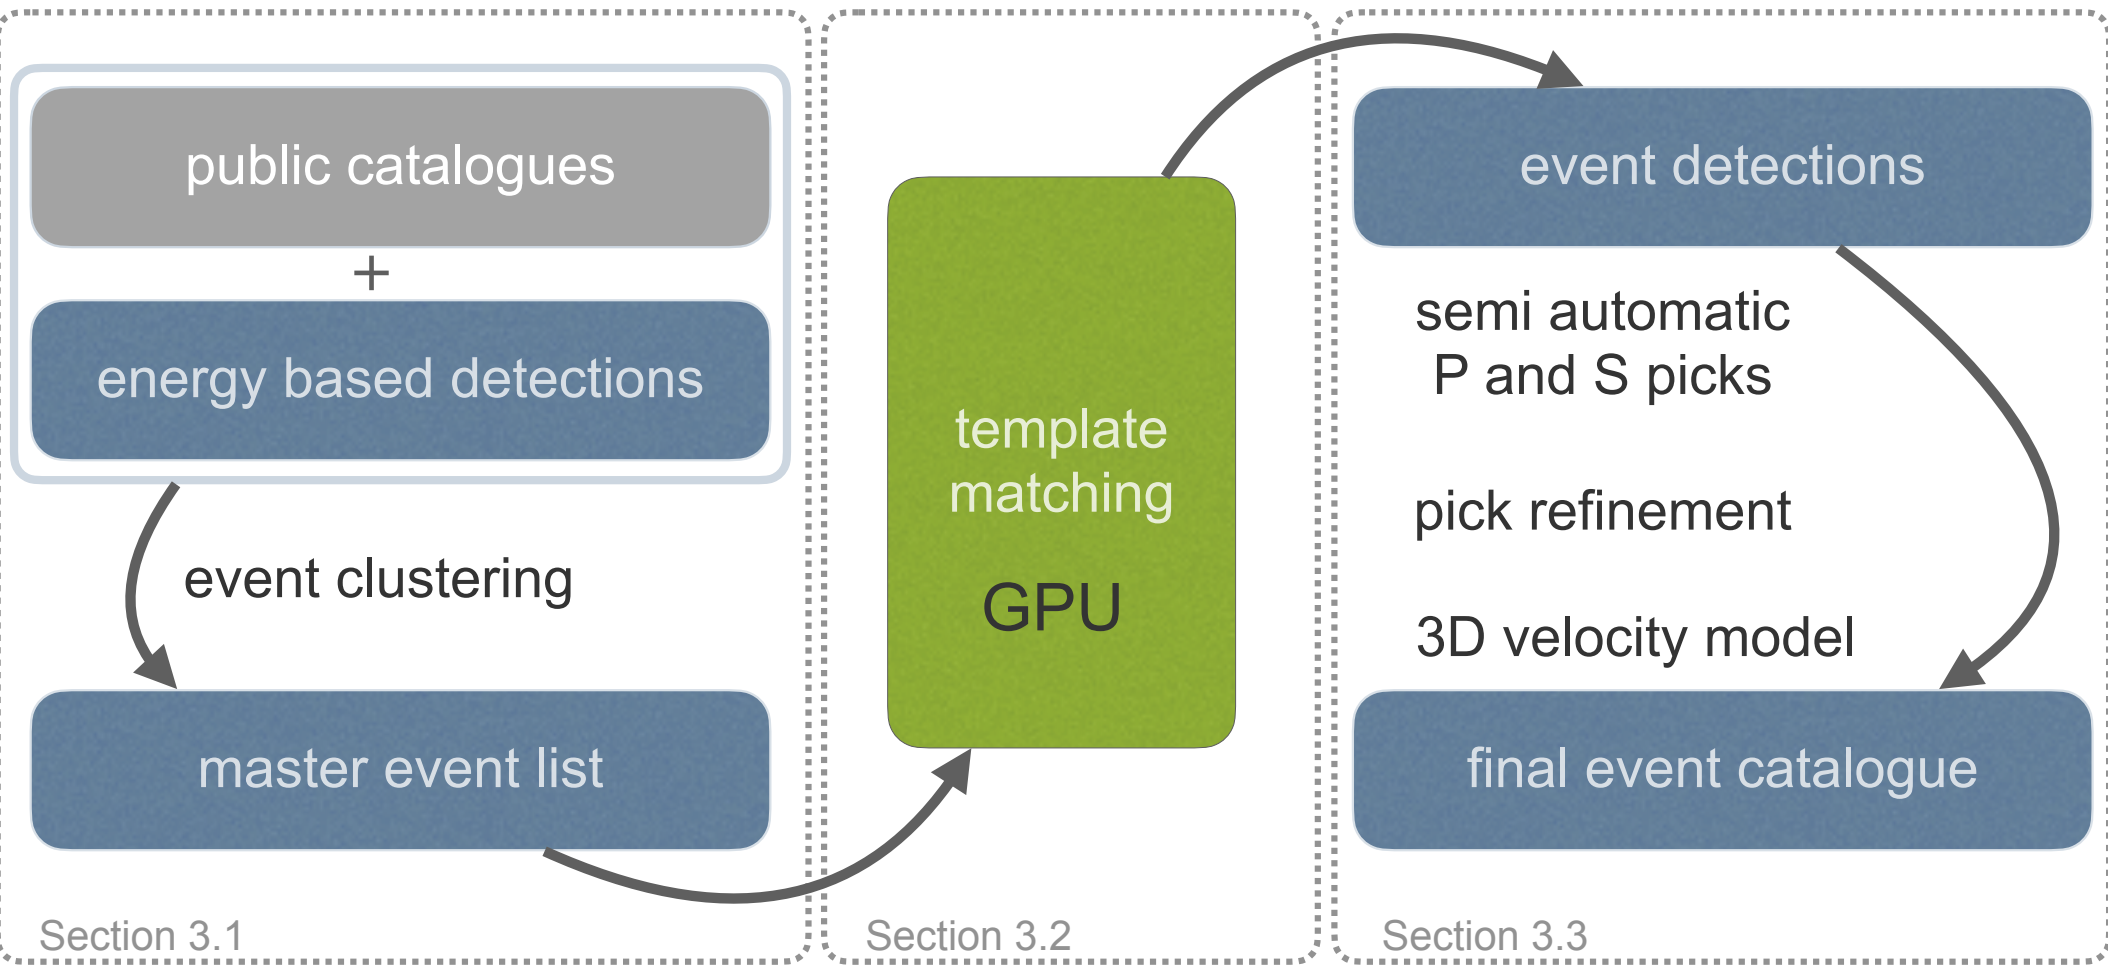 public catalogues
+
energy based detections
event clustering
master event list
Section 3.1
template
matching
GPU
Section 3.2
event detections
semi automatic
P and S picks
pick refinement
3D velocity model
final event catalogue
Section 3.3